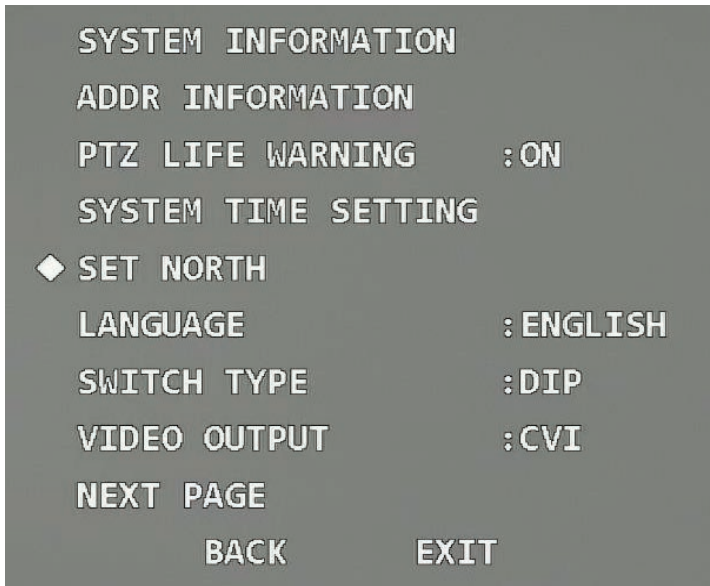 SYSTEM INFORMATION
ADDR INFORMATION
PTZ LIFE WARNING :ON
SYSTEM TIME SETTING
SET NORTH
LANGUAGE :ENGLISH
SWITCH TYPE :DIP
VIDEO OUTPUT :CVI
NEXT PAGE
BACK EXIT